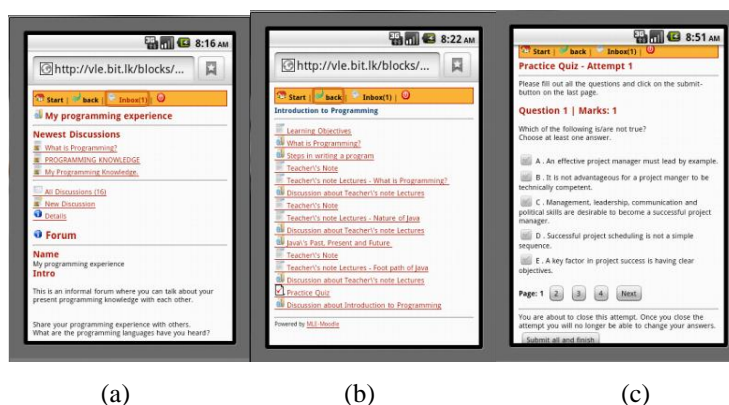 3G 8:16 AM
http://vle.bit.lk/blocks/...
Start | back | Inbox(1) |
My programming experience
Newest Discussions
What is Programming?
PROGRAMMING KNOWLEDGE
My Programming Knowledge.
All Discussions (16)
New Discussion
Details
Forum
Name
My programming experience
Intro
This is an informal forum where you can talk about your
present programming knowledge with each other.
Share your programming experience with others.
What are the programming languages have you heard?
(a)
3G 8:22 AM
http://vle.bit.lk/blocks/...
Start | back | Inbox(1) |
Introduction to Programming
Learning Objectives
What is Programming?
Steps in writing a program
Teacher\'s Note
Teacher\'s note Lectures - What is Programming?
Discussion about Teacher\'s note Lectures
Teacher\'s Note
Teacher\'s note Lectures - Nature of Java
Discussion about Teacher\'s note Lectures
Java\'s Past, Present and Future
Teacher\'s Note
Teacher\'s note Lectures - Foot path of Java
Discussion about Teacher\'s note Lectures
Practice Quiz
Discussion about Introduction to Programming
Powered by MLE-Moodle
(b)
3G 8:51 AM
Start | back | Inbox(1) |
Practice Quiz - Attempt 1
Please fill out all the questions and click on the submit-
button on the last page.
Question 1 | Marks: 1
Which of the following is/are not true?
Choose at least one answer.
A . An effective project manager must lead by example.
B . It is not advantageous for a project manger to be
technically competent.
C . Management, leadership, communication and
political skills are desirable to become a successful project
manager.
D . Successful project scheduling is not a simple
sequence.
E . A key factor in project success is having clear
objectives.
Page: 1 2 3 4 Next
You are about to close this attempt. Once you close the
attempt you will no longer be able to change your answers.
Submit all and finish
(c)